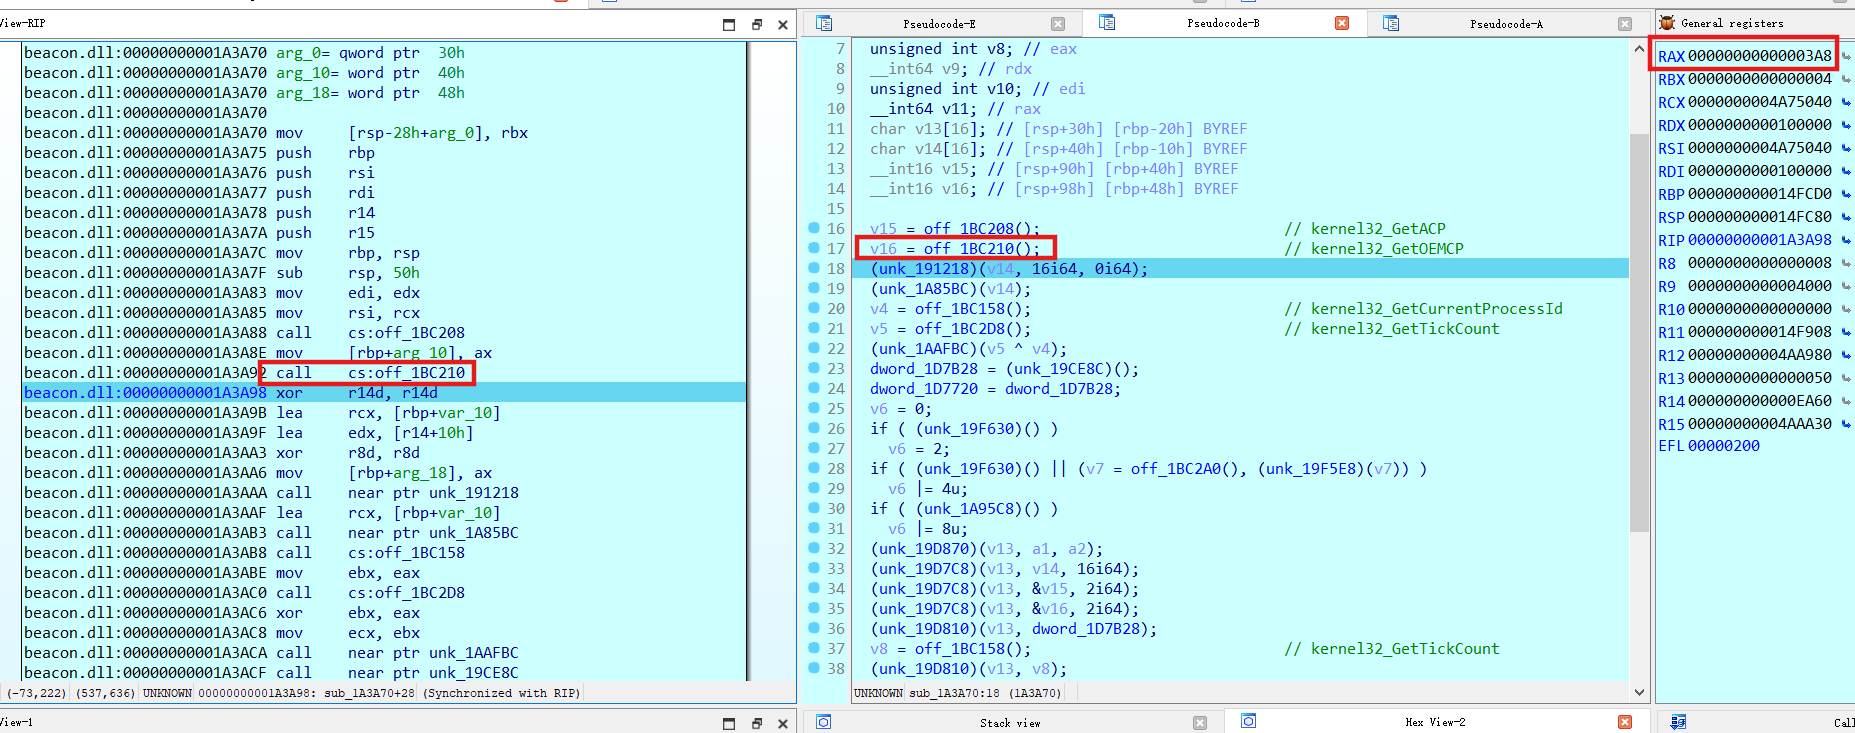 View-RIP
beacon.dll:00000000001A3A70 arg_0= qword ptr  30h
beacon.dll:00000000001A3A70 arg_10= word ptr  40h
beacon.dll:00000000001A3A70 arg_18= word ptr  48h
beacon.dll:00000000001A3A70
beacon.dll:00000000001A3A70 mov     [rsp-28h+arg_0], rbx
beacon.dll:00000000001A3A75 push    rbp
beacon.dll:00000000001A3A76 push    rsi
beacon.dll:00000000001A3A77 push    rdi
beacon.dll:00000000001A3A78 push    r14
beacon.dll:00000000001A3A7A push    r15
beacon.dll:00000000001A3A7C mov     rbp, rsp
beacon.dll:00000000001A3A7F sub     rsp, 50h
beacon.dll:00000000001A3A83 mov     edi, edx
beacon.dll:00000000001A3A85 mov     rsi, rcx
beacon.dll:00000000001A3A88 call    cs:off_1BC208
beacon.dll:00000000001A3A8E mov     [rbp+arg_10], ax
beacon.dll:00000000001A3A92 call    cs:off_1BC210
beacon.dll:00000000001A3A98 xor     r14d, r14d
beacon.dll:00000000001A3A9B lea     rcx, [rbp+var_10]
beacon.dll:00000000001A3A9F lea     edx, [r14+10h]
beacon.dll:00000000001A3AA3 xor     r8d, r8d
beacon.dll:00000000001A3AA6 mov     [rbp+arg_18], ax
beacon.dll:00000000001A3AAA call    near ptr unk_191218
beacon.dll:00000000001A3AAF lea     rcx, [rbp+var_10]
beacon.dll:00000000001A3AB3 call    near ptr unk_1A85BC
beacon.dll:00000000001A3AB8 call    cs:off_1BC158
beacon.dll:00000000001A3ABE mov     ebx, eax
beacon.dll:00000000001A3AC0 call    cs:off_1BC2D8
beacon.dll:00000000001A3AC6 xor     ebx, eax
beacon.dll:00000000001A3AC8 mov     ecx, ebx
beacon.dll:00000000001A3ACA call    near ptr unk_1AAFBC
beacon.dll:00000000001A3ACF call    near ptr unk_19CE8C
(-73,222) (537,636) UNKNOWN 00000000001A3A98: sub_1A3A70+28 (Synchronized with RIP)
View-1
Pseudocode-E
Pseudocode-B
Pseudocode-A
7 unsigned int v8; // eax
8 __int64 v9; // rdx
9 unsigned int v10; // edi
10 __int64 v11; // rax
11 char v13[16]; // [rsp+30h] [rbp-20h] BYREF
12 char v14[16]; // [rsp+40h] [rbp-10h] BYREF
13 __int16 v15; // [rsp+90h] [rbp+40h] BYREF
14 __int16 v16; // [rsp+98h] [rbp+48h] BYREF
15
16 v15 = off_1BC208(); // kernel32_GetACP
17 v16 = off_1BC210(); // kernel32_GetOEMCP
18 (unk_191218)(v14, 16i64, 0i64);
19 (unk_1A85BC)(v14);
20 v4 = off_1BC158(); // kernel32_GetCurrentProcessId
21 v5 = off_1BC2D8(); // kernel32_GetTickCount
22 (unk_1AAFBC)(v5 ^ v4);
23 dword_1D7B28 = (unk_19CE8C)();
24 dword_1D7720 = dword_1D7B28;
25 v6 = 0;
26 if ( (unk_19F630)() )
27   v6 = 2;
28 if ( (unk_19F630)() || (v7 = off_1BC2A0(), (unk_19F5E8)(v7)) )
29   v6 |= 4u;
30 if ( (unk_1A95C8)() )
31   v6 |= 8u;
32 (unk_19D870)(v13, a1, a2);
33 (unk_19D7C8)(v13, v14, 16i64);
34 (unk_19D7C8)(v13, &v15, 2i64);
35 (unk_19D7C8)(v13, &v16, 2i64);
36 (unk_19D810)(v13, dword_1D7B28);
37 v8 = off_1BC158(); // kernel32_GetTickCount
38 (unk_19D810)(v13, v8);
UNKNOWN sub_1A3A70:18 (1A3A70)
Stack view
Hex View-2
General registers
RAX 00000000000003A8
RBX 0000000000000004
RCX 0000000004A75040
RDX 0000000000100000
RSI 0000000004A75040
RDI 0000000000100000
RBP 000000000014FCD0
RSP 000000000014FC80
RIP 00000000001A3A98
R8 0000000000000008
R9 0000000000004000
R10 0000000000000000
R11 000000000014F908
R12 0000000004AA980
R13 0000000000000050
R14 000000000000EA60
R15 0000000004AAA30
EFL 00000200
Call